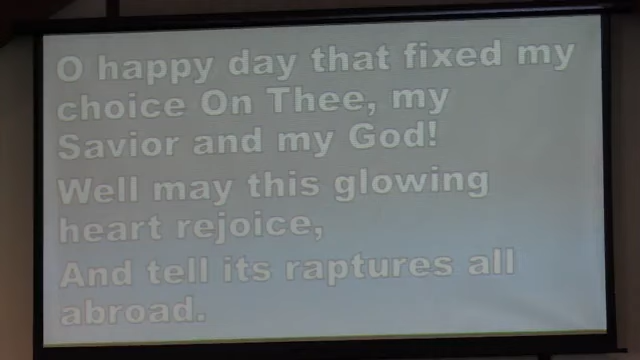 O happy day that fixed my
choice On Thee, my
Savior and my God!
Well may this glowing
heart rejoice,
And tell its raptures all
abroad.